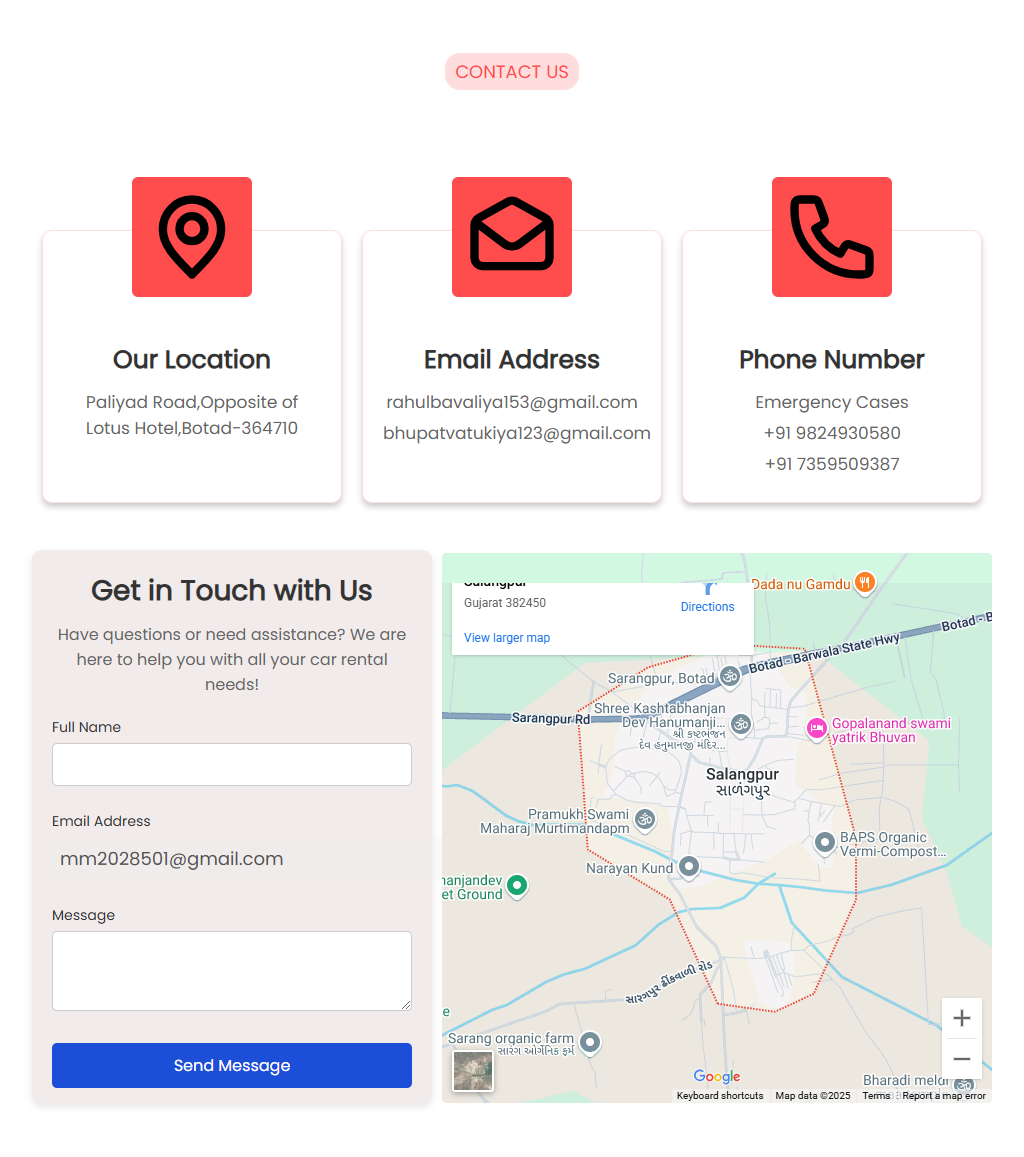 CONTACT US
Our Location
Paliyad Road,Opposite of
Lotus Hotel,Botad-364710
Email Address
rahulbavaliya153@gmail.com
bhupatvatukiya123@gmail.com
Phone Number
Emergency Cases
+91 9824930580
+91 7359509387
Get in Touch with Us
Have questions or need assistance? We are
here to help you with all your car rental
needs!
Full Name
Email Address
mm2028501@gmail.com
Message
Send Message
Salangpur
Gujarat 382450
Directions
View larger map
Dada nu Gamdu
Botad - B
Botad - Barwala State Hwy
Sarangpur, Botad
Sarangpur Rd
Shree Kashtabhanjan
Dev Hanumanji...
શ્રી કષ્ટભંજન
દેવ હનુમાનજી મંદિર...
Gopalanand swami
yatrik Bhuvan
Salangpur
સાળંગપુર
Pramukh Swami
Maharaj Murtimandapm
BAPS Organic
Vermi-Compost...
Narayan Kund
nanjandev
et Ground
સારંગપુર ઢીંકવાળી રોડ
e
Sarang organic farm
સારંગ ઓર્ગેનિક ફર્મ
Google
Bharadi meldi
Keyboard shortcuts
Map data ©2025
Terms
Report a map error